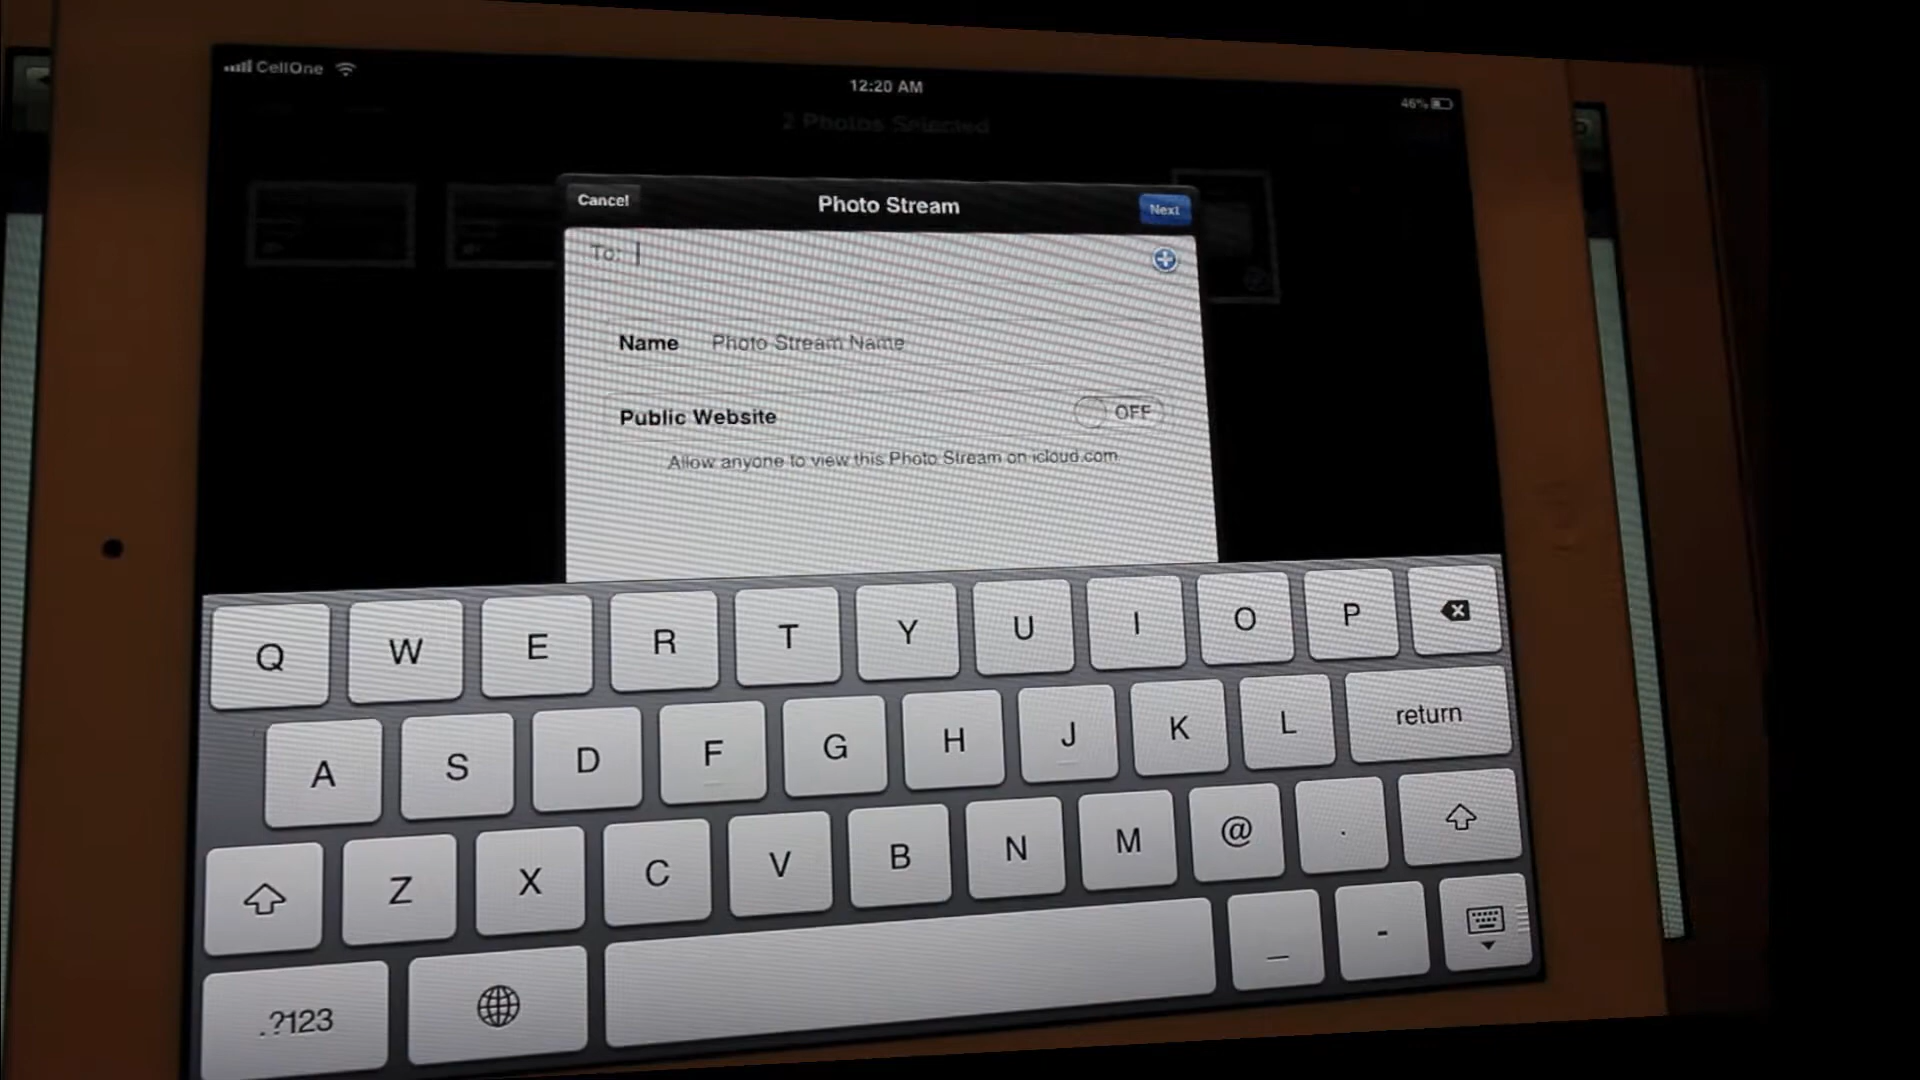 CellOne
12:20 AM
46%
2 Photos Selected
Cancel
Photo Stream
Next
To:
Name Photo Stream Name
Public Website OFF
Allow anyone to view this Photo Stream on icloud.com.
Q W E R T Y U I O P
A S D F G H J K L return
Z X C V B N M @ .
.?123 _ -